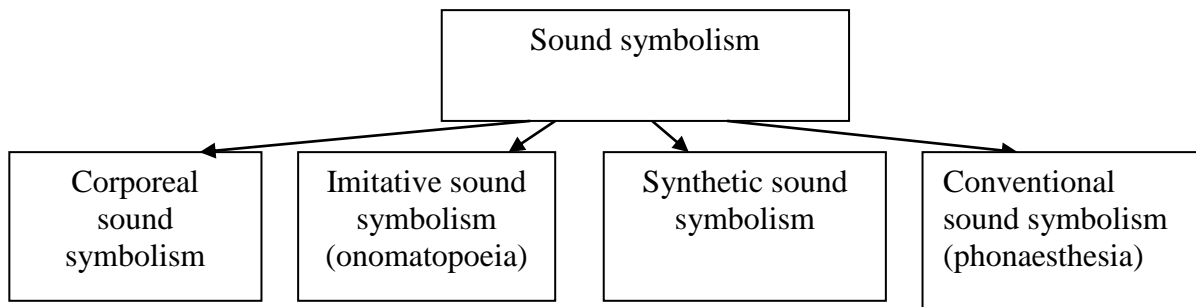 Sound symbolism
Corporeal
sound
symbolism
Imitative sound
symbolism
(onomatopoeia)
Synthetic sound
symbolism
Conventional
sound symbolism
(phonaesthesia)